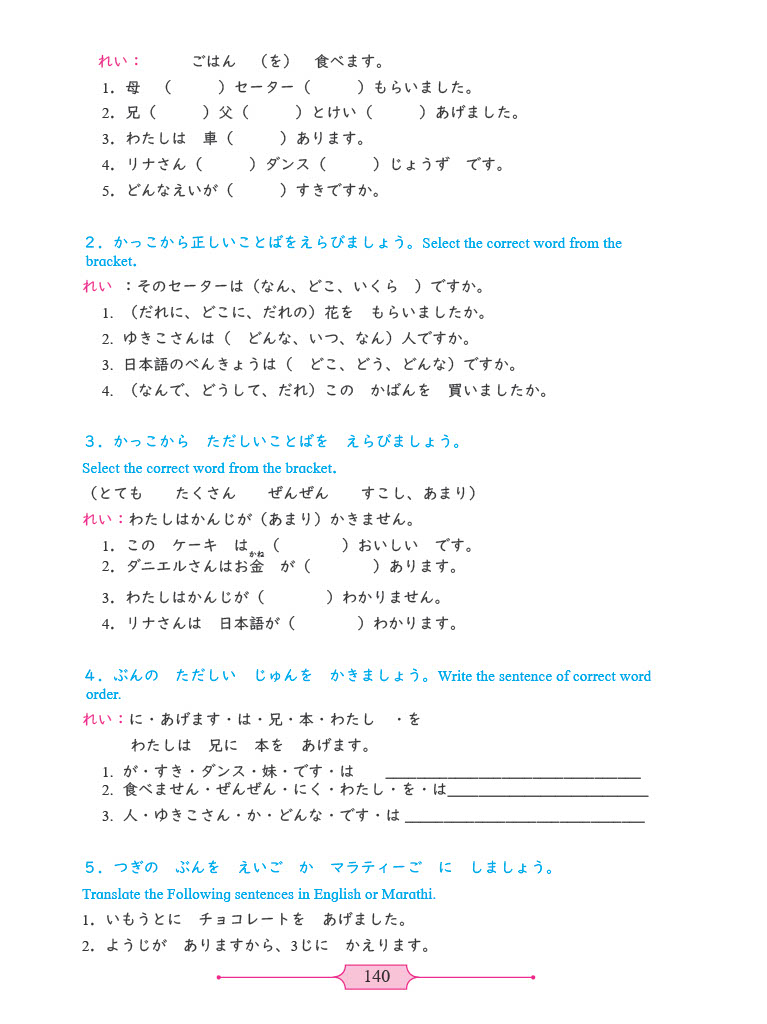 れい：　　　ごはん　（を）　食べます。
1．母　（　　　）セーター（　　　）もらいました。
2．兄（　　　）父（　　　）とけい（　　　）あげました。
3．わたしは　車（　　　）あります。
4．リナさん（　　　）ダンス（　　　）じょうず　です。
5．どんなえいが（　　　）すきですか。
２．かっこから正しいことばをえらびましょう。Select the correct word from the
bracket.
れい　：そのセーターは（なん、どこ、いくら　）ですか。
1.　（だれに、どこに、だれの）花を　もらいましたか。
2.　ゆきこさんは（　どんな、いつ、なん）人ですか。
3.　日本語のべんきょうは（　どこ、どう、どんな）ですか。
4.　（なんで、どうして、だれ）この　かばんを　買いましたか。
３．かっこから　ただしいことばを　えらびましょう。
Select the correct word from the bracket.
（とても　　たくさん　　ぜんぜん　　すこし、あまり）
れい：わたしはかんじが（あまり）かきません。
1．この　ケーキ　は（　　　　）おいしい　です。
かね
2．ダニエルさんはお金　が（　　　　）あります。
3．わたしはかんじが（　　　　）わかりません。
4．リナさんは　日本語が（　　　　）わかります。
４．ぶんの　ただしい　じゅんを　かきましょう。Write the sentence of correct word
order.
れい：に・あげます・は・兄・本・わたし　・を
わたしは　兄に　本を　あげます。
1.　が・すき・ダンス・妹・です・は　　______________________________
2.　食べません・ぜんぜん・にく・わたし・を・は________________________
3.　人・ゆきこさん・か・どんな・です・は ____________________________
５．つぎの　ぶんを　えいご　か　マラティーご　に　しましょう。
Translate the Following sentences in English or Marathi.
1．いもうとに　チョコレートを　あげました。
2．ようじが　ありますから、3じに　かえります。
140